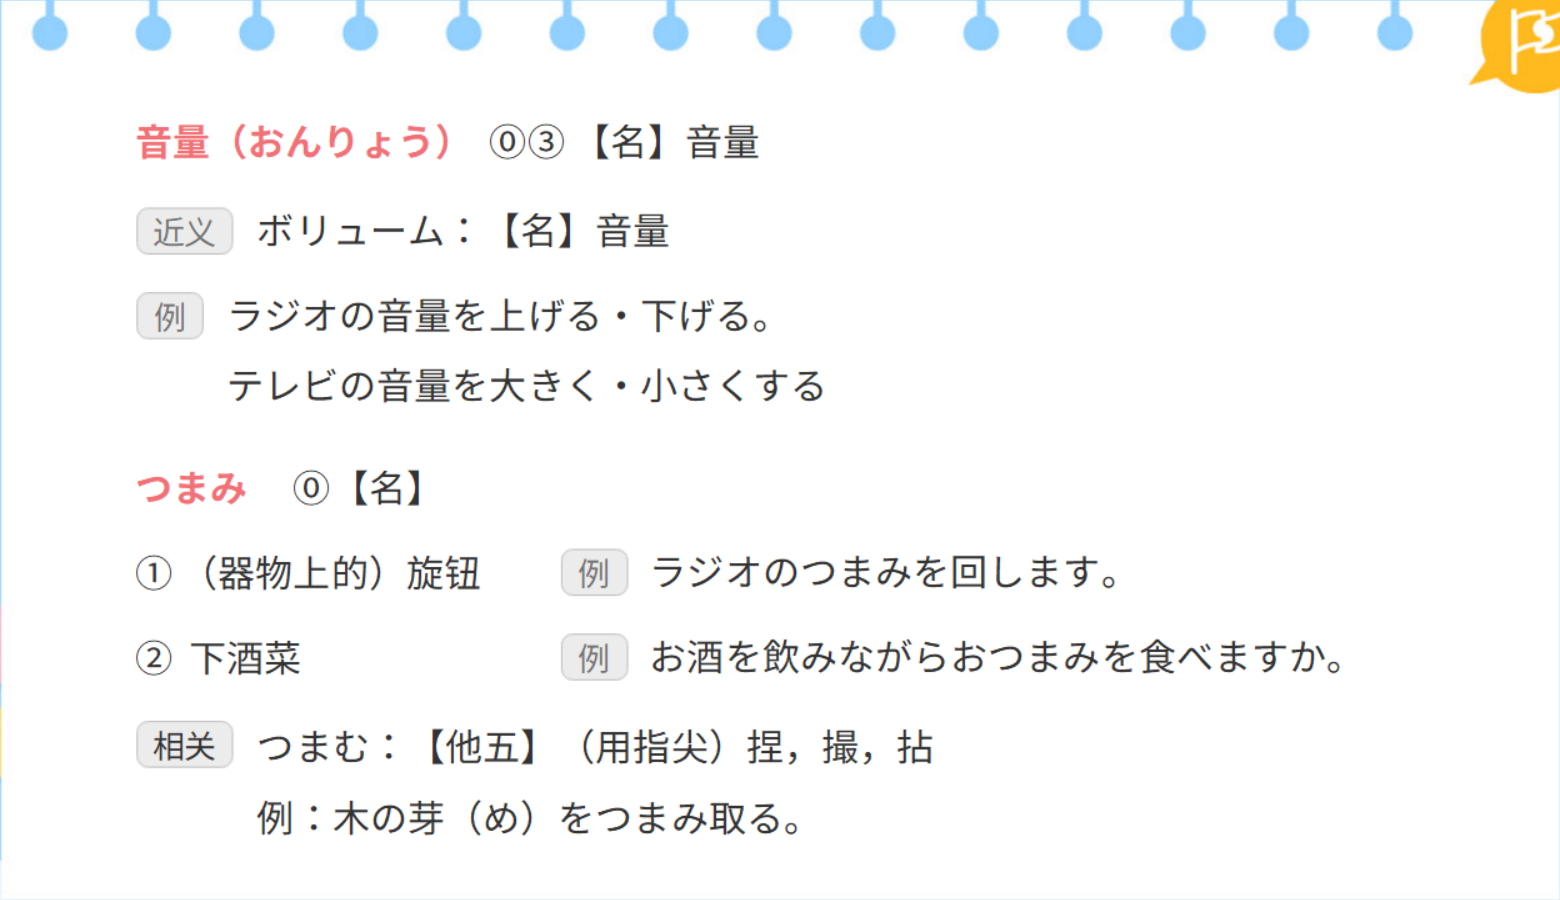 音量（おんりょう） ⓪③ 【名】音量
近义 ボリューム：【名】音量
例 ラジオの音量を上げる・下げる。
テレビの音量を大きく・小さくする
つまみ ⓪【名】
① （器物上的）旋钮 例 ラジオのつまみを回します。
② 下酒菜 例 お酒を飲みながらおつまみを食べますか。
相关 つまむ：【他五】（用指尖）捏，撮，拈
例：木の芽（め）をつまみ取る。